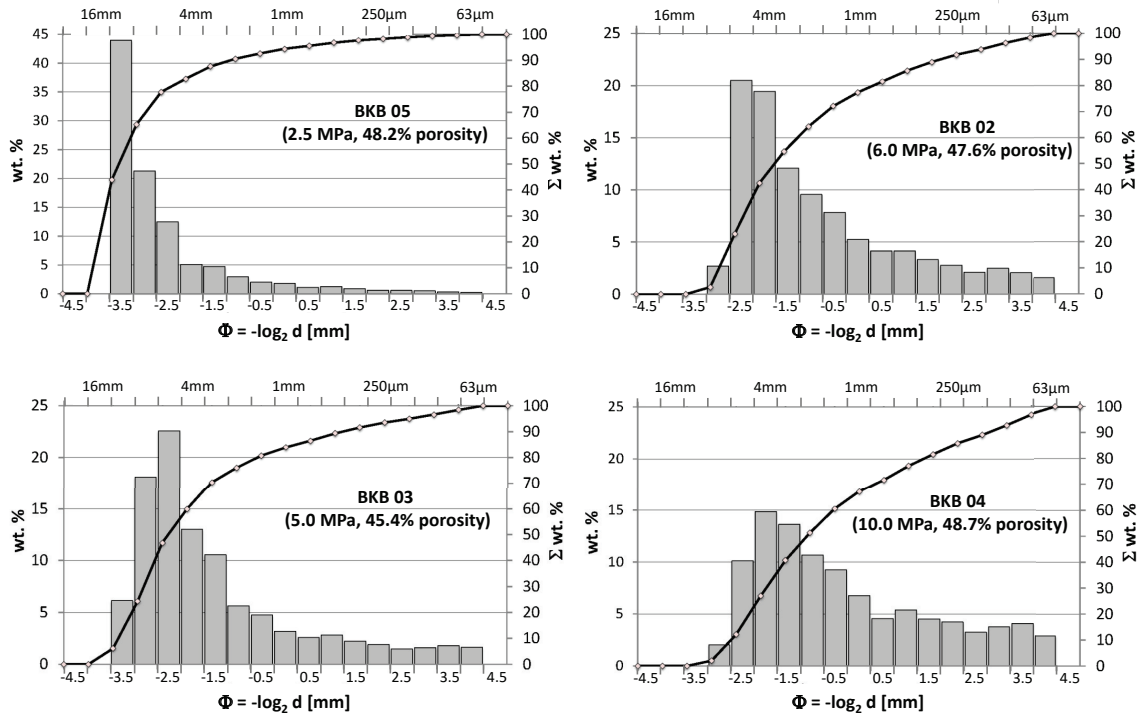 16mm 4mm 1mm 250µm 63µm
45 40 35 30 25 20 15 10 5 0
wt. %
BKB 05
(2.5 MPa, 48.2% porosity)
100 90 80 70 60 50 40 30 20 10 0
Σ wt. %
-4.5 -3.5 -2.5 -1.5 -0.5 0.5 1.5 2.5 3.5 4.5
Φ = -log₂ d [mm]
16mm 4mm 1mm 250µm 63µm
25 20 15 10 5 0
wt. %
BKB 02
(6.0 MPa, 47.6% porosity)
100 90 80 70 60 50 40 30 20 10 0
Σ wt. %
-4.5 -3.5 -2.5 -1.5 -0.5 0.5 1.5 2.5 3.5 4.5
Φ = -log₂ d [mm]
16mm 4mm 1mm 250µm 63µm
25 20 15 10 5 0
wt. %
BKB 03
(5.0 MPa, 45.4% porosity)
100 90 80 70 60 50 40 30 20 10 0
Σ wt. %
-4.5 -3.5 -2.5 -1.5 -0.5 0.5 1.5 2.5 3.5 4.5
Φ = -log₂ d [mm]
16mm 4mm 1mm 250µm 63µm
25 20 15 10 5 0
wt. %
BKB 04
(10.0 MPa, 48.7% porosity)
100 90 80 70 60 50 40 30 20 10 0
Σ wt. %
-4.5 -3.5 -2.5 -1.5 -0.5 0.5 1.5 2.5 3.5 4.5
Φ = -log₂ d [mm]